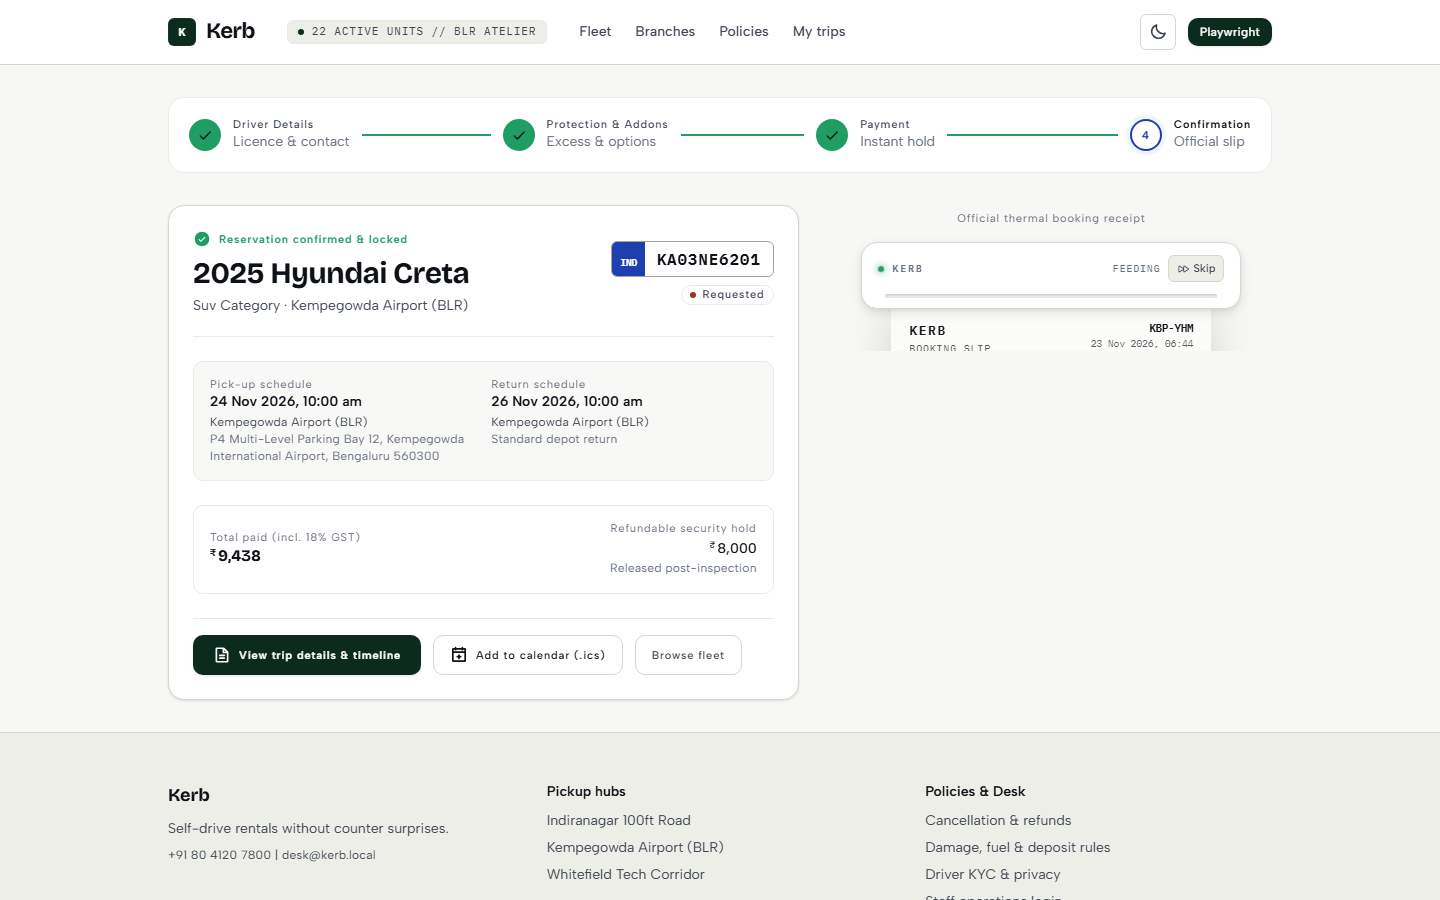 K Kerb
22 ACTIVE UNITS // BLR ATELIER
Fleet
Branches
Policies
My trips
Playwright
Driver Details
Licence & contact
Protection & Addons
Excess & options
Payment
Instant hold
4
Confirmation
Official slip
Reservation confirmed & locked
2025 Hyundai Creta
Suv Category · Kempegowda Airport (BLR)
IND KA03NE6201
Requested
Pick-up schedule
24 Nov 2026, 10:00 am
Kempegowda Airport (BLR)
P4 Multi-Level Parking Bay 12, Kempegowda
International Airport, Bengaluru 560300
Return schedule
26 Nov 2026, 10:00 am
Kempegowda Airport (BLR)
Standard depot return
Total paid (incl. 18% GST)
₹9,438
Refundable security hold
₹8,000
Released post-inspection
View trip details & timeline
Add to calendar (.ics)
Browse fleet
Official thermal booking receipt
KERB
FEEDING
Skip
KERB
BOOKING SLIP
KBP-YHM
23 Nov 2026, 06:44
Kerb
Self-drive rentals without counter surprises.
+91 80 4120 7800 | desk@kerb.local
Pickup hubs
Indiranagar 100ft Road
Kempegowda Airport (BLR)
Whitefield Tech Corridor
Policies & Desk
Cancellation & refunds
Damage, fuel & deposit rules
Driver KYC & privacy
Staff operations login